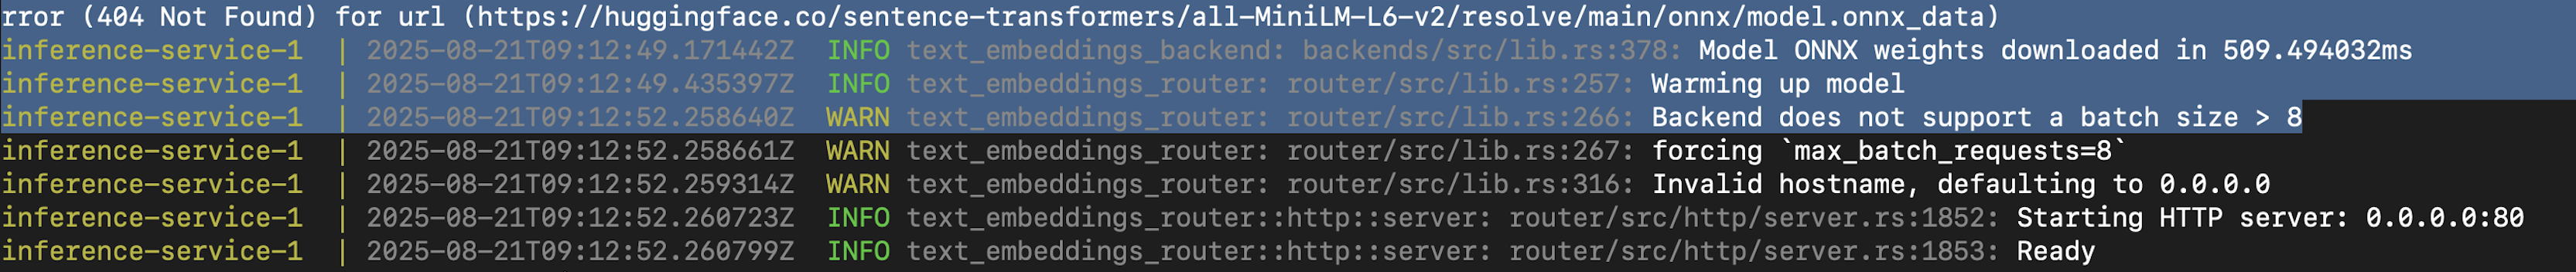 rror (404 Not Found) for url (https://huggingface.co/sentence-transformers/all-MiniLM-L6-v2/resolve/main/onnx/model.onnx_data)
inference-service-1  | 2025-08-21T09:12:49.171442Z  INFO text_embeddings_backend: backends/src/lib.rs:378: Model ONNX weights downloaded in 509.494032ms
inference-service-1  | 2025-08-21T09:12:49.435397Z  INFO text_embeddings_router: router/src/lib.rs:257: Warming up model
inference-service-1  | 2025-08-21T09:12:52.258640Z  WARN text_embeddings_router: router/src/lib.rs:266: Backend does not support a batch size > 8
inference-service-1  | 2025-08-21T09:12:52.258661Z  WARN text_embeddings_router: router/src/lib.rs:267: forcing `max_batch_requests=8`
inference-service-1  | 2025-08-21T09:12:52.259314Z  WARN text_embeddings_router: router/src/lib.rs:316: Invalid hostname, defaulting to 0.0.0.0
inference-service-1  | 2025-08-21T09:12:52.260723Z  INFO text_embeddings_router::http::server: router/src/http/server.rs:1852: Starting HTTP server: 0.0.0.0:80
inference-service-1  | 2025-08-21T09:12:52.260799Z  INFO text_embeddings_router::http::server: router/src/http/server.rs:1853: Ready